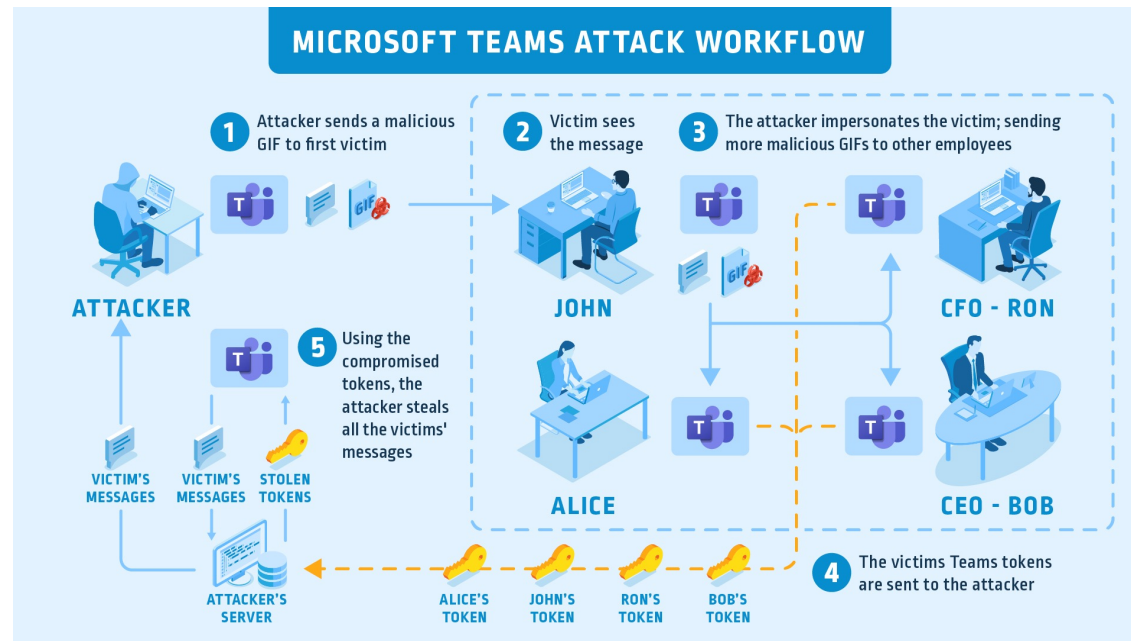 MICROSOFT TEAMS ATTACK WORKFLOW
1
Attacker sends a malicious
GIF to first victim
2
Victim sees
the message
3
The attacker impersonates the victim; sending
more malicious GIFs to other employees
T
GIF
T
GIF
T
ATTACKER
JOHN
CFO - RON
T
5
Using the
compromised
tokens, the
attacker steals
all the victims'
messages
T
T
VICTIM'S
MESSAGES
VICTIM'S
MESSAGES
STOLEN
TOKENS
ALICE
CEO - BOB
ATTACKER'S
SERVER
ALICE'S
TOKEN
JOHN'S
TOKEN
RON'S
TOKEN
BOB'S
TOKEN
4
The victims Teams tokens
are sent to the attacker